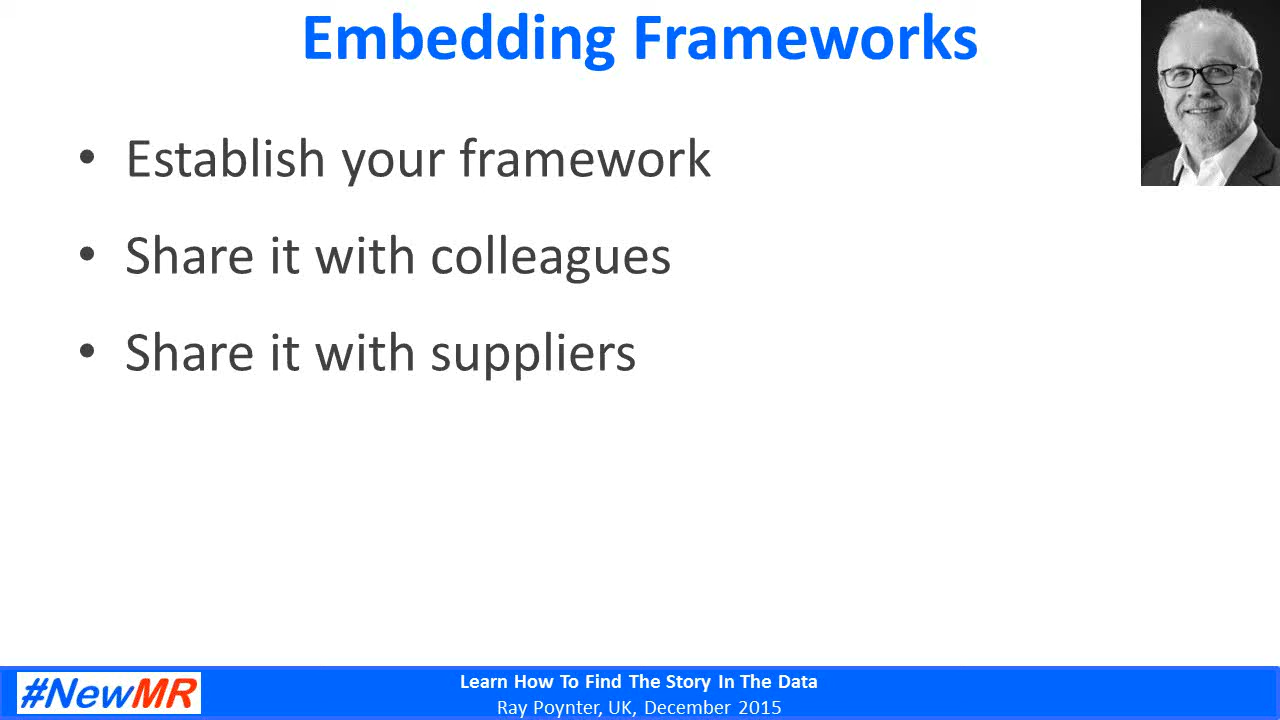 Embedding Frameworks
• Establish your framework
• Share it with colleagues
• Share it with suppliers
#NewMR
Learn How To Find The Story In The Data
Ray Poynter, UK, December 2015